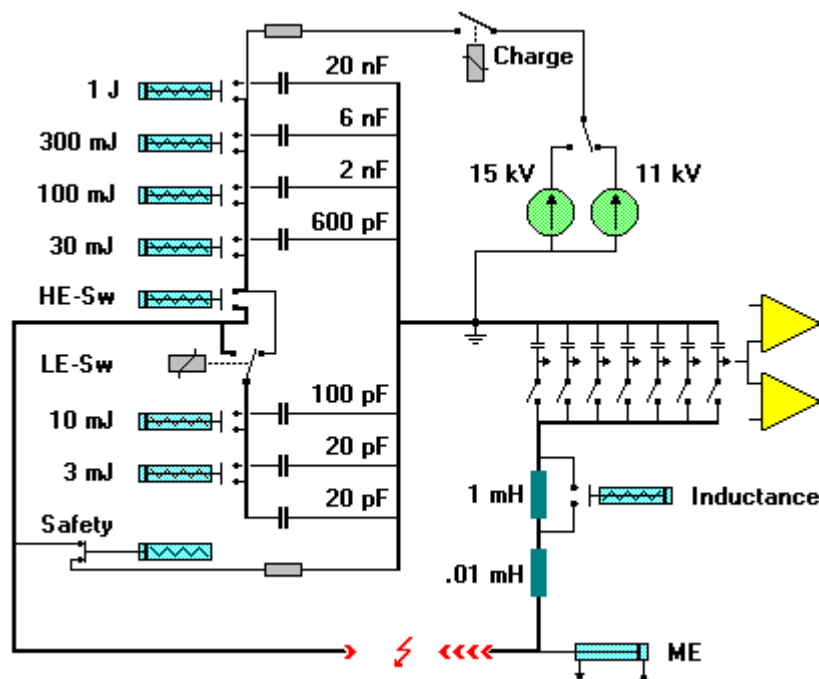 Charge
20 nF
1 J
6 nF
300 mJ
2 nF
15 kV
11 kV
100 mJ
600 pF
30 mJ
HE-Sw
LE-Sw
100 pF
10 mJ
20 pF
3 mJ
1 mH
Inductance
20 pF
Safety
.01 mH
ME